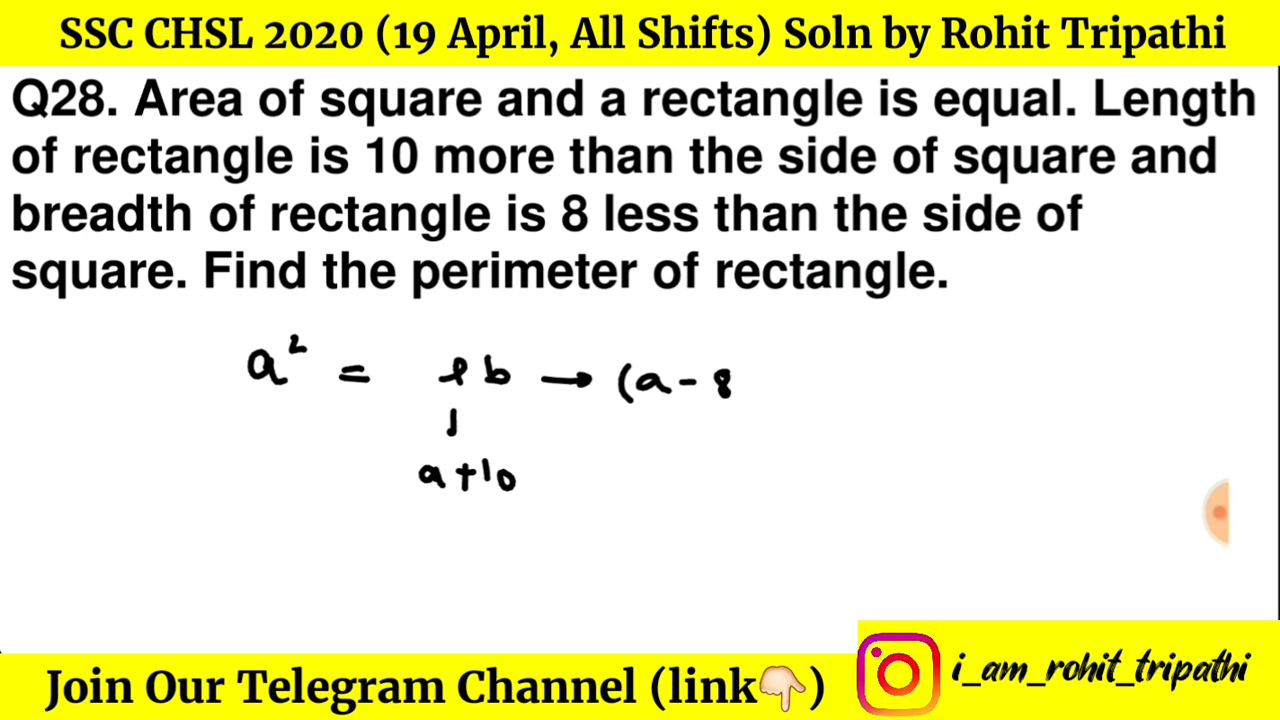 SSC CHSL 2020 (19 April, All Shifts) Soln by Rohit Tripathi
Q28. Area of square and a rectangle is equal. Length
of rectangle is 10 more than the side of square and
breadth of rectangle is 8 less than the side of
square. Find the perimeter of rectangle.
a² = lb → (a-8
↓
a+10
Join Our Telegram Channel (link👇)
i_am_rohit_tripathi